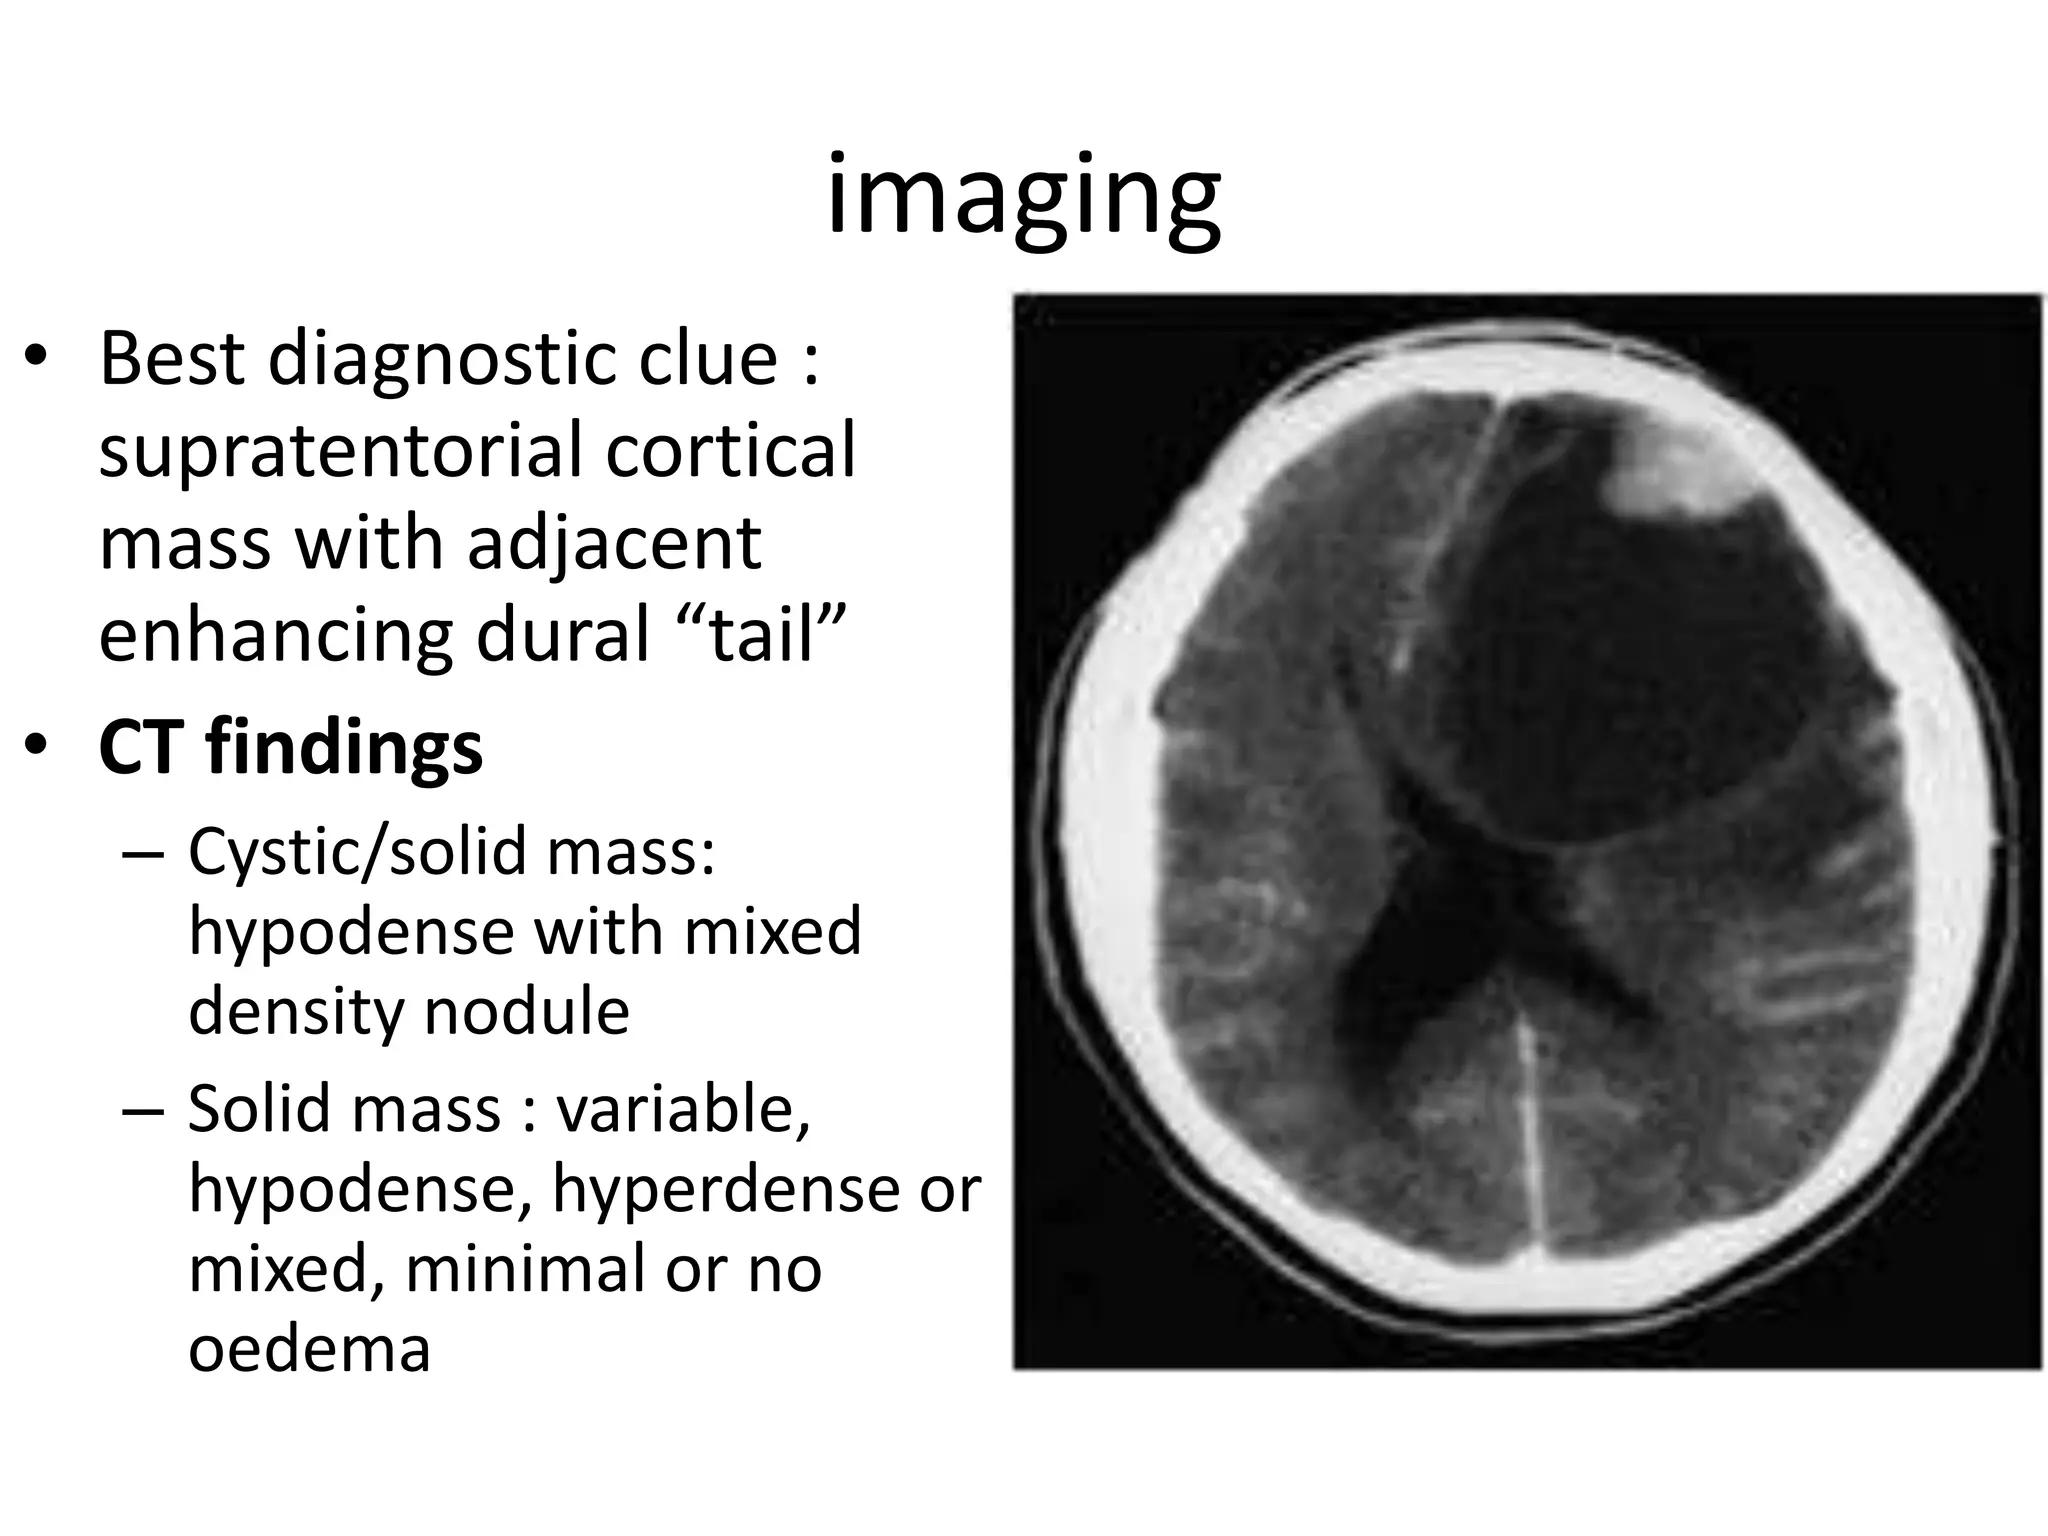 imaging
• Best diagnostic clue :
supratentorial cortical
mass with adjacent
enhancing dural “tail”
• CT findings
– Cystic/solid mass:
hypodense with mixed
density nodule
– Solid mass : variable,
hypodense, hyperdense or
mixed, minimal or no
oedema